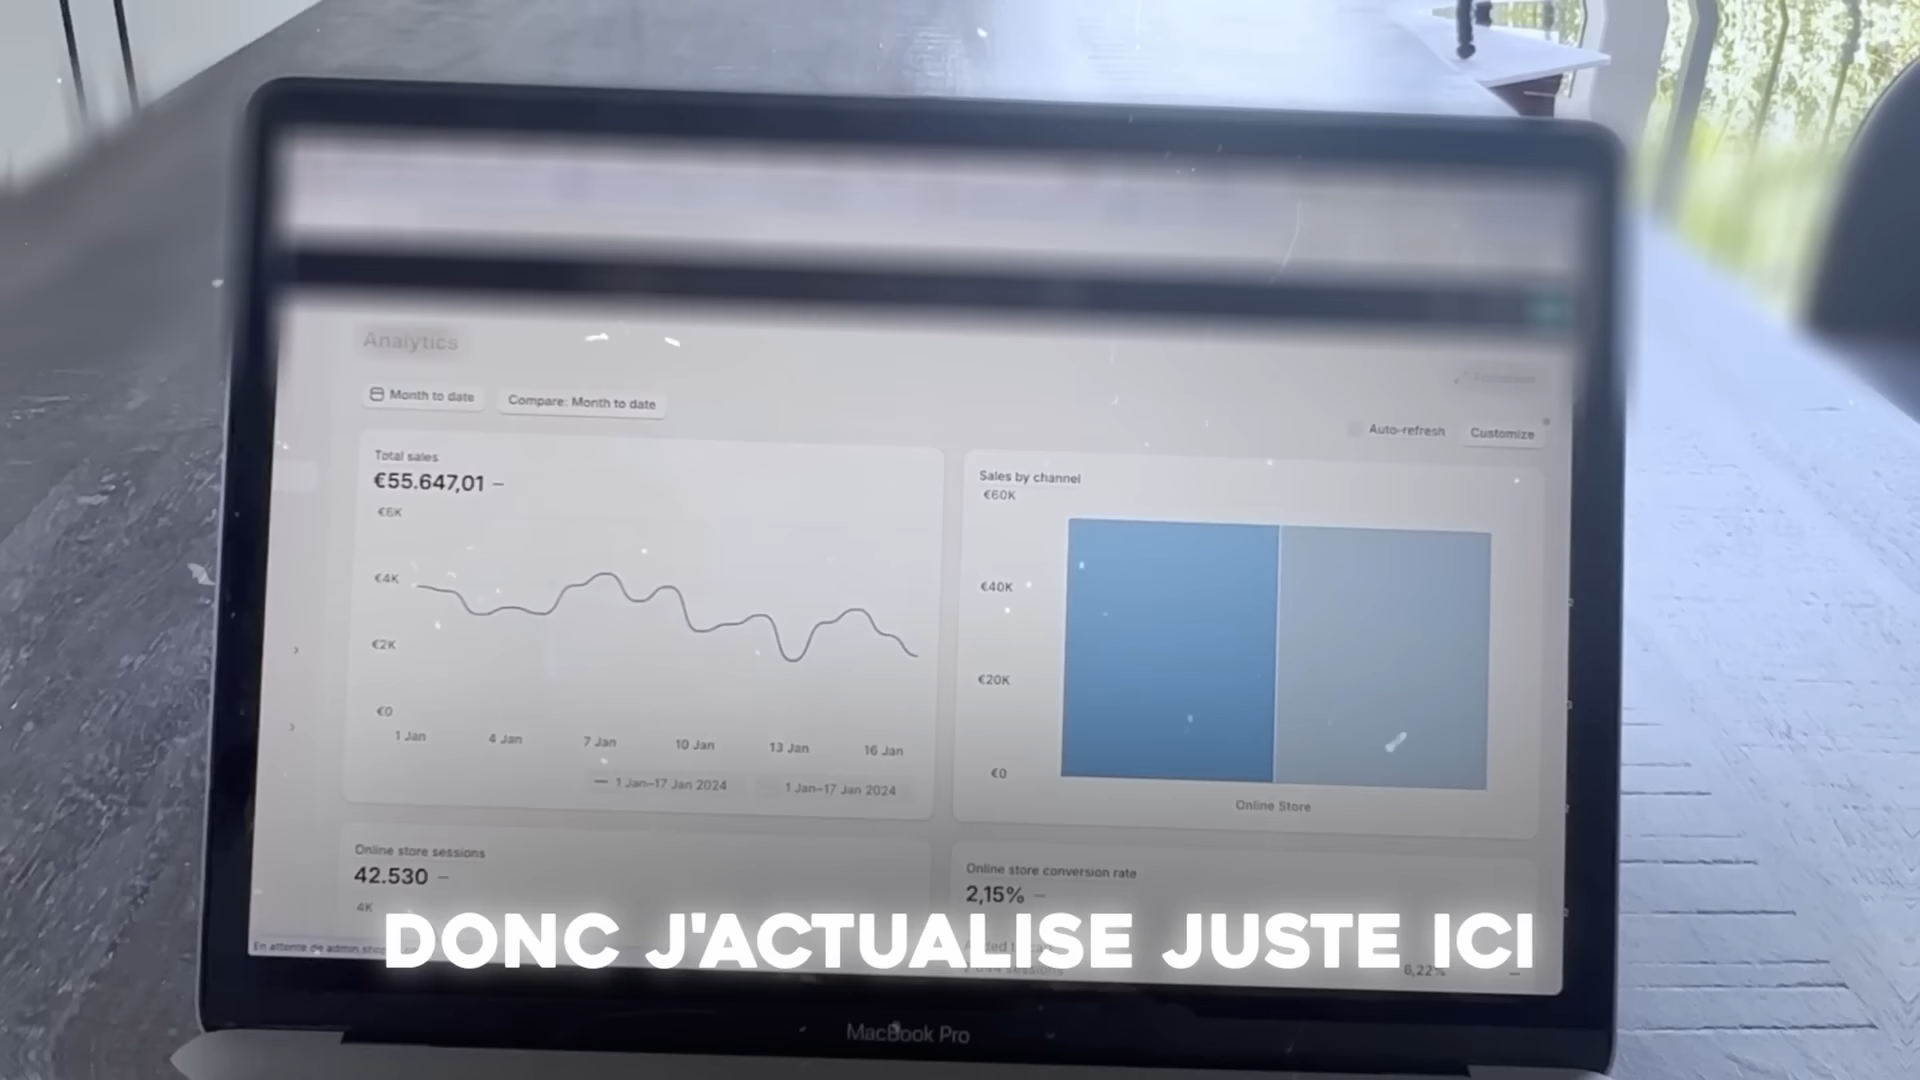 Analytics
Month to date
Compare: Month to date
Auto-refresh
Customize
Total sales
€55.647,01 –
€6K
€4K
€2K
€0
1 Jan
4 Jan
7 Jan
10 Jan
13 Jan
16 Jan
1 Jan–17 Jan 2024
1 Jan–17 Jan 2024
Sales by channel
€60K
€40K
€20K
€0
Online Store
Online store sessions
42.530 –
4K
Online store conversion rate
2,15% –
6,22%
En attente de
DONC J'ACTUALISE JUSTE ICI
MacBook Pro